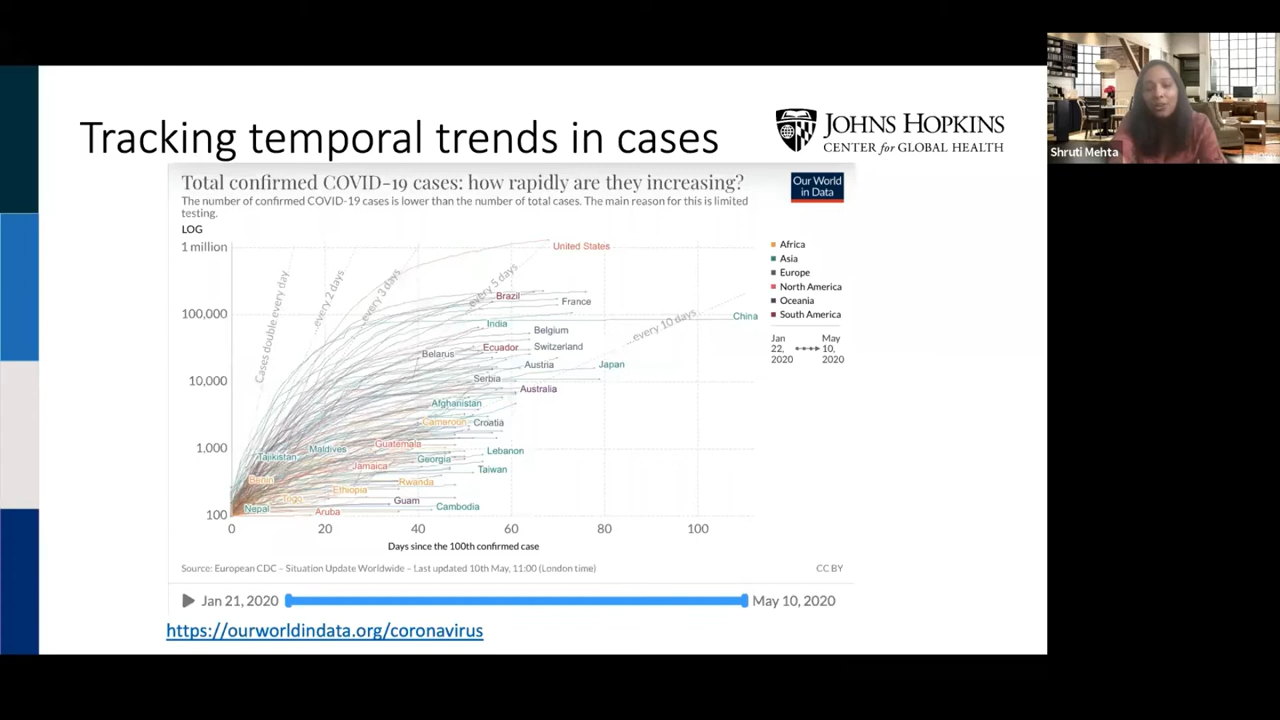 Tracking temporal trends in cases
JOHNS HOPKINS
CENTER for GLOBAL HEALTH
Shruti Mehta
Total confirmed COVID-19 cases: how rapidly are they increasing?
Our World
in Data
The number of confirmed COVID-19 cases is lower than the number of total cases. The main reason for this is limited
testing.
LOG
1 million
100,000
10,000
1,000
100
Cases double every day
every 2 days
every 3 days
every 5 days
every 10 days
United States
Brazil
France
India
China
Belgium
Ecuador
Switzerland
Belarus
Austria
Japan
Serbia
Australia
Afghanistan
Cameroon
Croatia
Guatemala
Maldives
Lebanon
Tajikistan
Georgia
Jamaica
Taiwan
Benin
Rwanda
Ethiopia
Togo
Guam
Nepal
Aruba
Cambodia
Africa
Asia
Europe
North America
Oceania
South America
Jan
22,
2020
May
10,
2020
0
20
40
60
80
100
Days since the 100th confirmed case
Source: European CDC – Situation Update Worldwide – Last updated 10th May, 11:00 (London time)
CC BY
Jan 21, 2020
May 10, 2020
https://ourworldindata.org/coronavirus